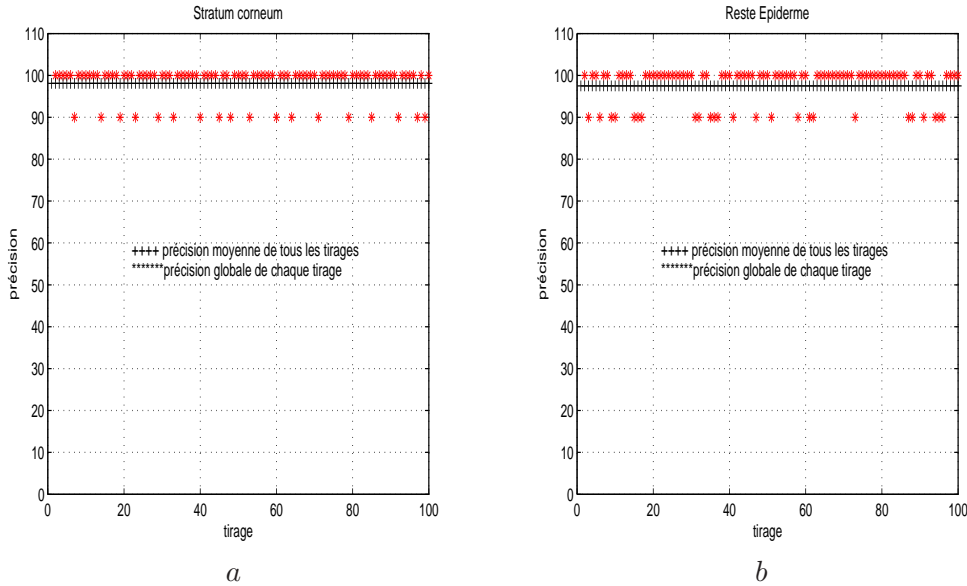 Stratum corneum
110
100
90
80
70
60
50
40
30
20
10
0
précision
++++ précision moyenne de tous les tirages
*******précision globale de chaque tirage
0 20 40 60 80 100
tirage
a
Reste Epiderme
110
100
90
80
70
60
50
40
30
20
10
0
précision
++++ précision moyenne de tous les tirages
*******précision globale de chaque tirage
0 20 40 60 80 100
tirage
b